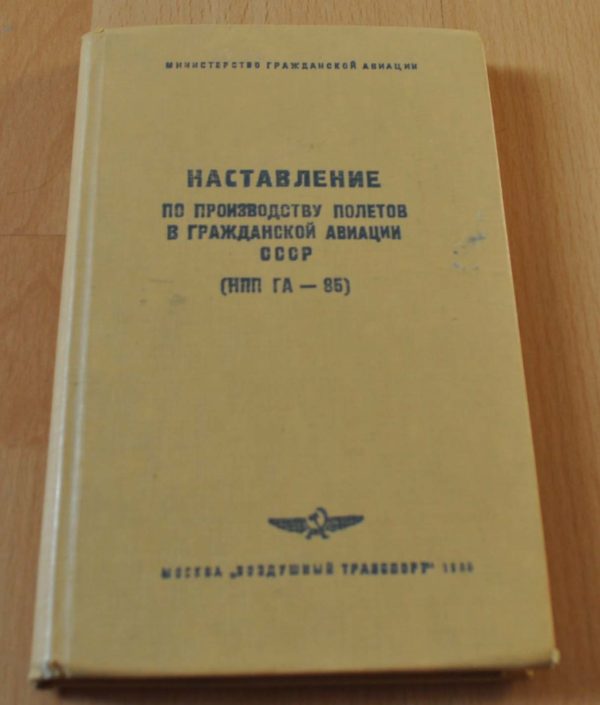 МИНИСТЕРСТВО ГРАЖДАНСКОЙ АВИАЦИИ
НАСТАВЛЕНИЕ
ПО ПРОИЗВОДСТВУ ПОЛЕТОВ
В ГРАЖДАНСКОЙ АВИАЦИИ
СССР
(НПП ГА — 85)
МОСКВА „ВОЗДУШНЫЙ ТРАНСПОРТ"